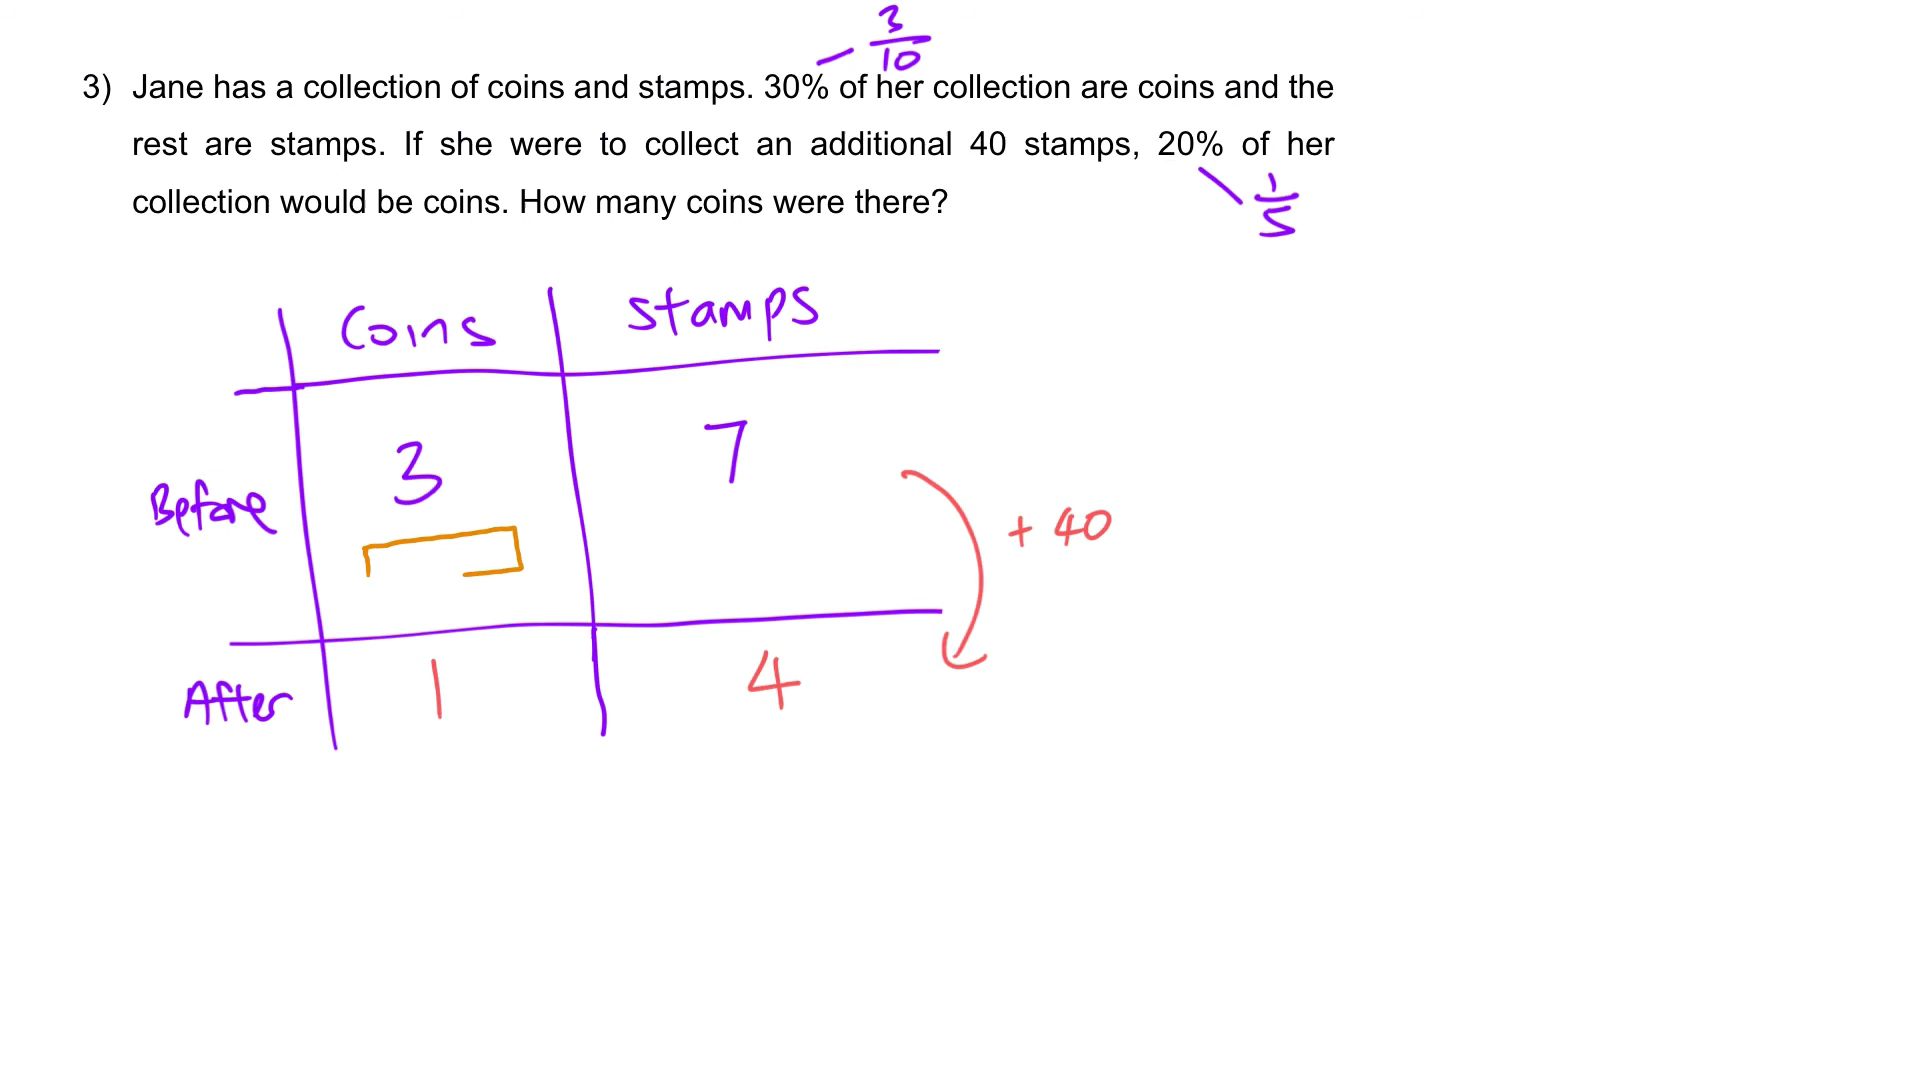 - 3/10
3) Jane has a collection of coins and stamps. 30% of her collection are coins and the
rest are stamps. If she were to collect an additional 40 stamps, 20% of her
collection would be coins. How many coins were there?
1/5
Coins stamps
Before 3 7
+ 40
After 1 4